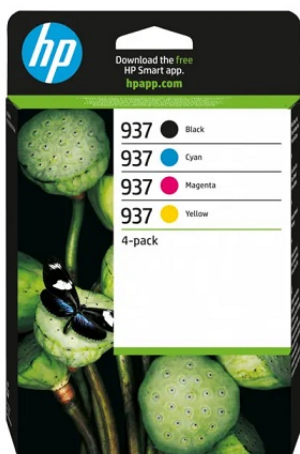 hp
Download the free
HP Smart app.
hpapp.com
937 Black
937 Cyan
937 Magenta
937 Yellow
4-pack